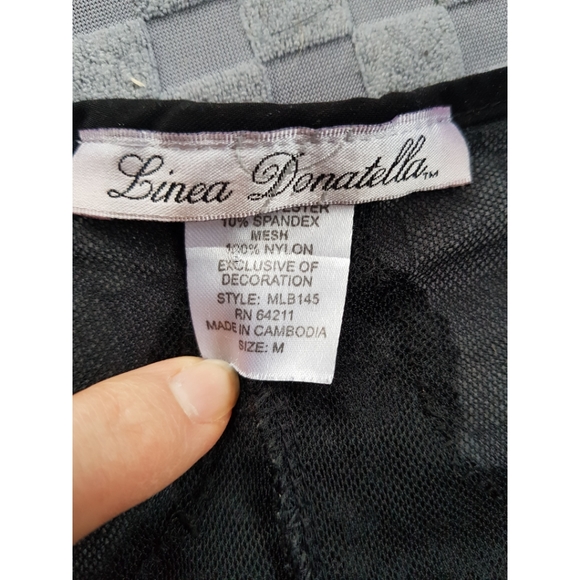 Linea Donatella™
10% SPANDEX
MESH
100% NYLON
EXCLUSIVE OF
DECORATION
STYLE: MLB145
RN 64211
MADE IN CAMBODIA
SIZE: M